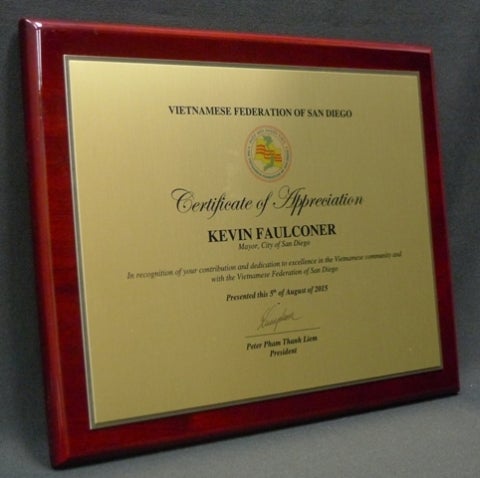 VIETNAMESE FEDERATION OF SAN DIEGO
Certificate of Appreciation
KEVIN FAULCONER
Mayor, City of San Diego
In recognition of your contribution and dedication to excellence in the Vietnamese community and
with the Vietnamese Federation of San Diego
Presented this 5th of August of 2015
Peter Pham Thanh Liem
President